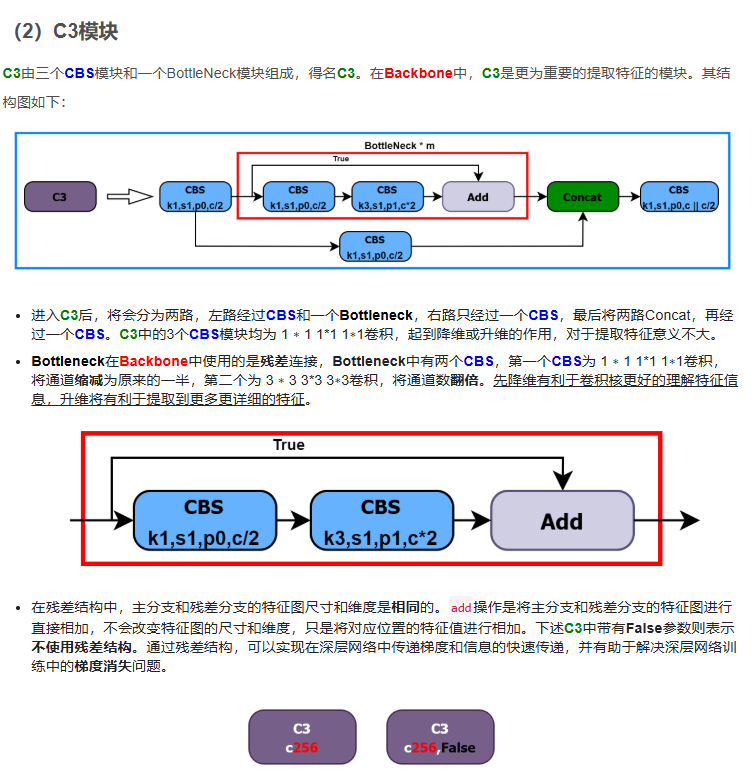 （2）C3模块
C3由三个CBS模块和一个BottleNeck模块组成，得名C3。在Backbone中，C3是更为重要的提取特征的模块。其结
构图如下：
BottleNeck * m
True
C3
CBS
k1,s1,p0,c/2
CBS
k1,s1,p0,c/2
CBS
k3,s1,p1,c*2
Add
Concat
CBS
k1,s1,p0,c || c/2
CBS
k1,s1,p0,c/2
• 进入C3后，将会分为两路，左路经过CBS和一个Bottleneck，右路只经过一个CBS，最后将两路Concat，再经
过一个CBS。C3中的3个CBS模块均为 1 ∗ 1 1*1 1∗1卷积，起到降维或升维的作用，对于提取特征意义不大。
• Bottleneck在Backbone中使用的是残差连接，Bottleneck中有两个CBS，第一个CBS为 1 ∗ 1 1*1 1∗1卷积，
将通道缩减为原来的一半，第二个为 3 ∗ 3 3*3 3∗3卷积，将通道数翻倍。先降维有利于卷积核更好的理解特征信
息，升维将有利于提取到更多更详细的特征。
True
CBS
k1,s1,p0,c/2
CBS
k3,s1,p1,c*2
Add
• 在残差结构中，主分支和残差分支的特征图尺寸和维度是相同的。add操作是将主分支和残差分支的特征图进行
直接相加，不会改变特征图的尺寸和维度，只是将对应位置的特征值进行相加。下述C3中带有False参数则表示
不使用残差结构。通过残差结构，可以实现在深层网络中传递梯度和信息的快速传递，并有助于解决深层网络训
练中的梯度消失问题。
C3
c256
C3
c256,False